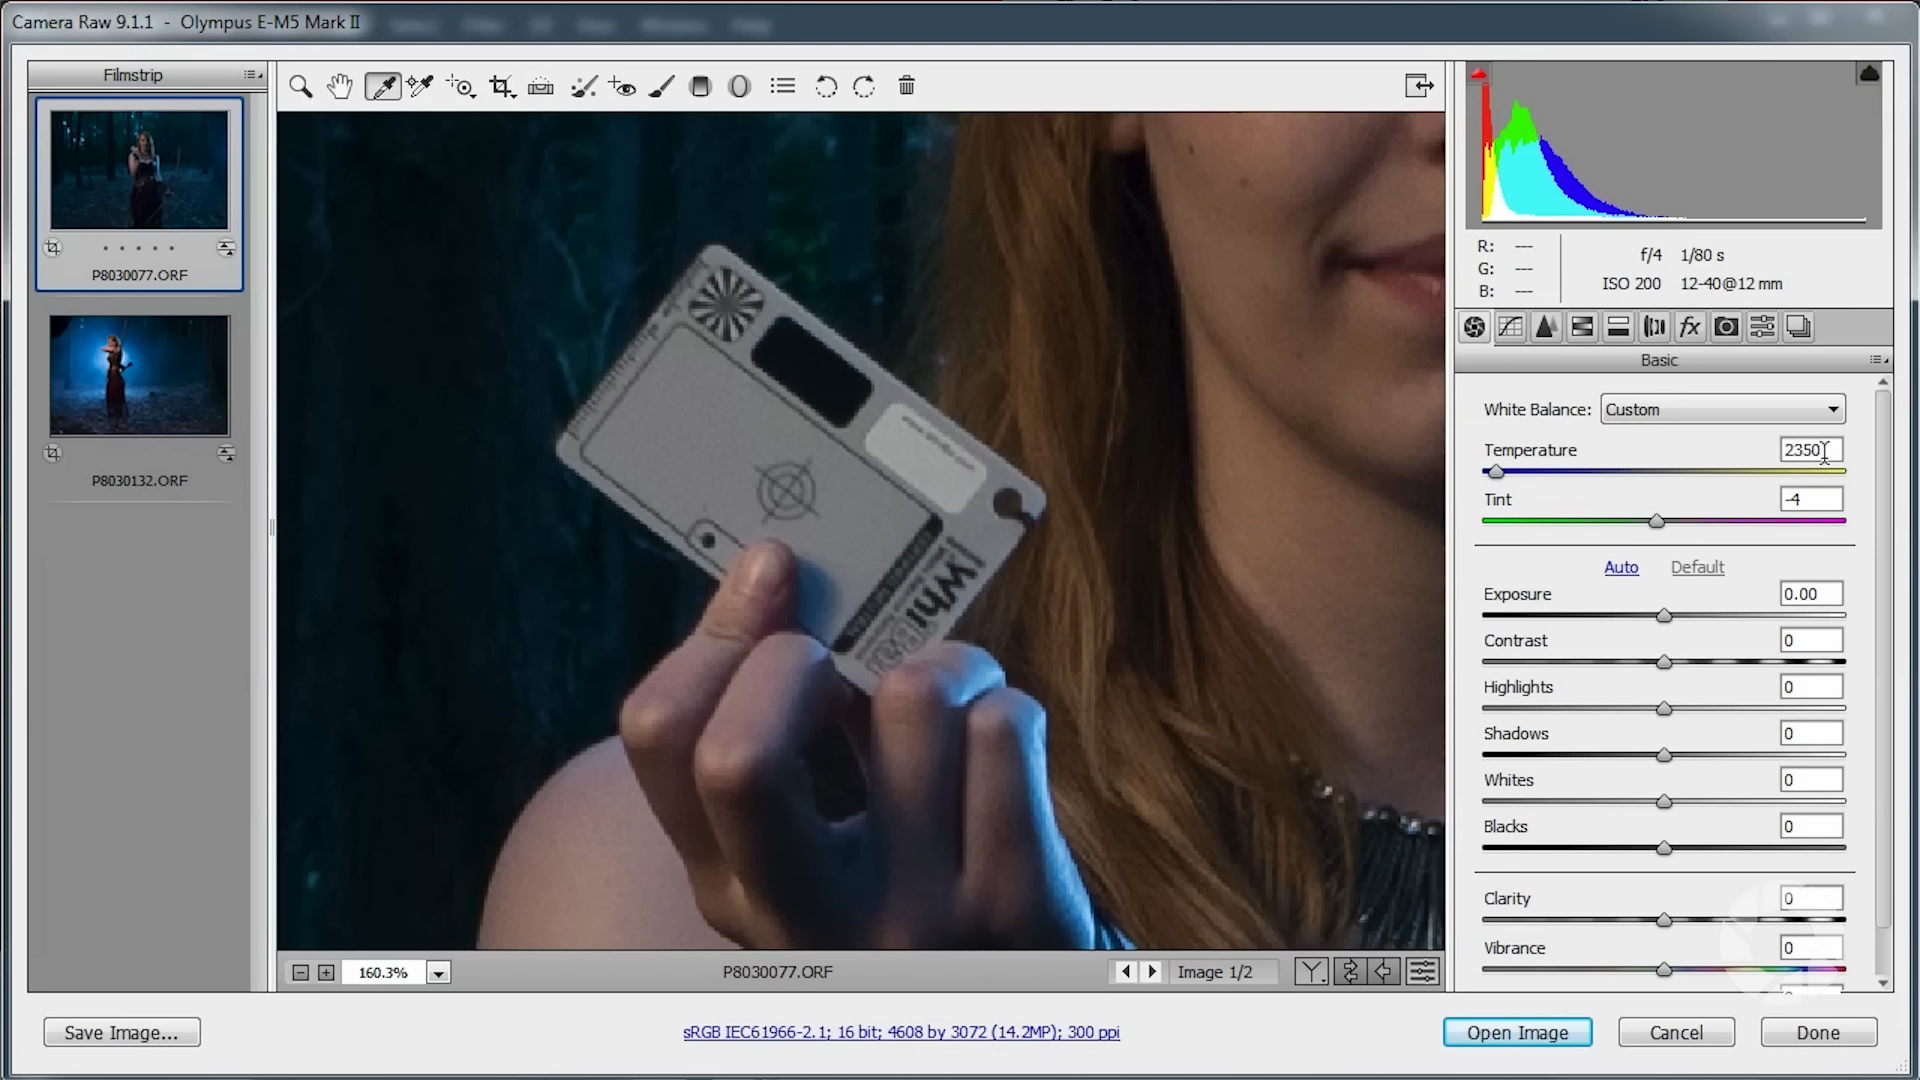 Camera Raw 9.1.1 - Olympus E-M5 Mark II
Filmstrip
P8030077.ORF
P8030132.ORF
WhiBal
R: ---
G: ---
B: ---
f/4 1/80 s
ISO 200 12-40@12 mm
Basic
White Balance: Custom
Temperature 2350
Tint -4
Auto Default
Exposure 0.00
Contrast 0
Highlights 0
Shadows 0
Whites 0
Blacks 0
Clarity 0
Vibrance 0
160.3% P8030077.ORF Image 1/2
Save Image... sRGB IEC61966-2.1; 16 bit; 4608 by 3072 (14.2MP); 300 ppi Open Image Cancel Done